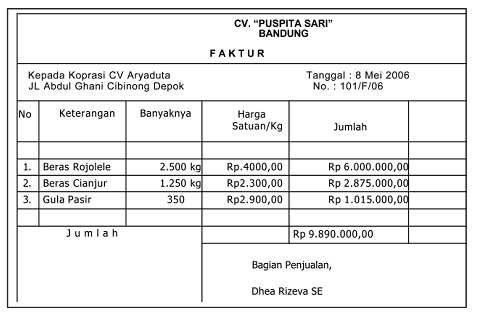 CV. “PUSPITA SARI”
BANDUNG
FAKTUR
Kepada Koprasi CV Aryaduta Tanggal : 8 Mei 2006
JL Abdul Ghani Cibinong Depok No. : 101/F/06
No Keterangan Banyaknya Harga Satuan/Kg Jumlah
1. Beras Rojolele 2.500 kg Rp.4000,00 Rp 6.000.000,00
2. Beras Cianjur 1.250 kg Rp2.300,00 Rp 2.875.000,00
3. Gula Pasir 350 Rp2.900,00 Rp 1.015.000,00
Jumlah Rp 9.890.000,00
Bagian Penjualan,
Dhea Rizeva SE